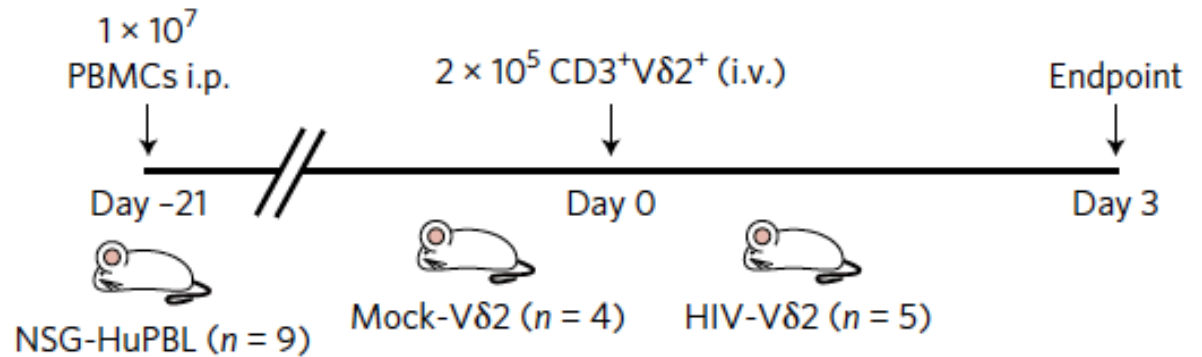 1 × 10⁷
PBMCs i.p.
2 × 10⁵ CD3⁺Vδ2⁺ (i.v.)
Endpoint
Day –21
Day 0
Day 3
NSG-HuPBL (n = 9)
Mock-Vδ2 (n = 4)
HIV-Vδ2 (n = 5)